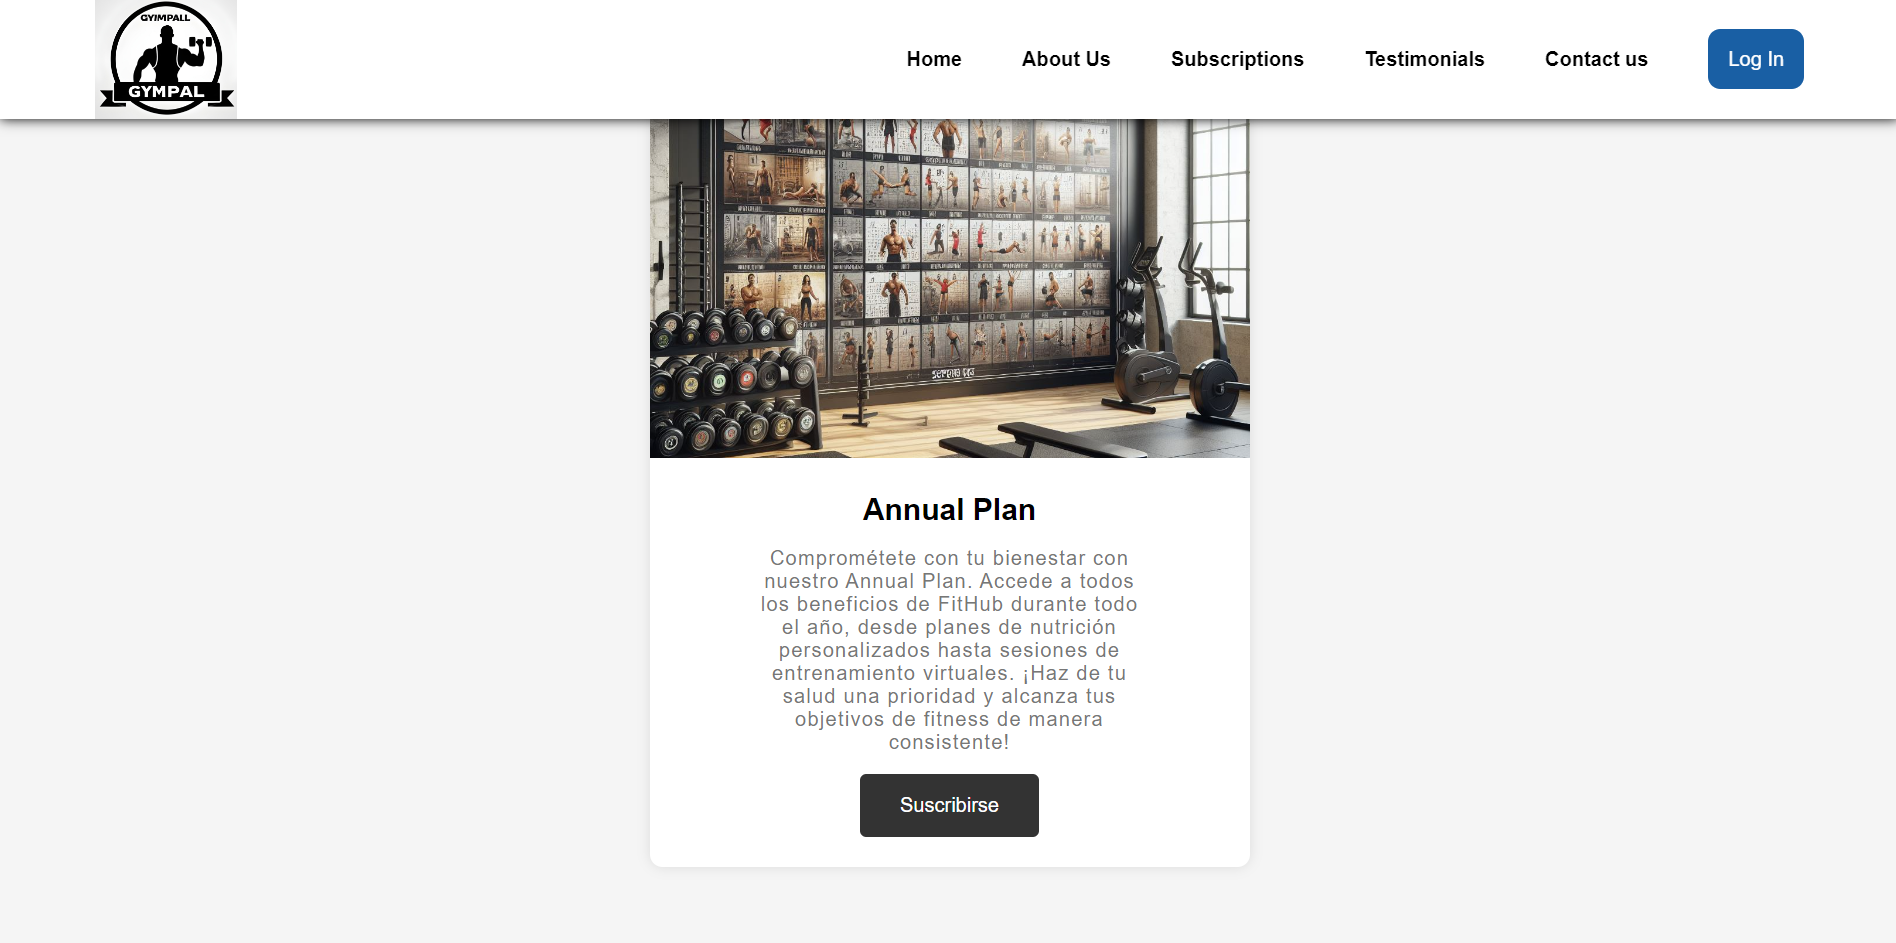 GYIMPALL
GYMPAL
Home
About Us
Subscriptions
Testimonials
Contact us
Log In
Annual Plan
Comprométete con tu bienestar con
nuestro Annual Plan. Accede a todos
los beneficios de FitHub durante todo
el año, desde planes de nutrición
personalizados hasta sesiones de
entrenamiento virtuales. ¡Haz de tu
salud una prioridad y alcanza tus
objetivos de fitness de manera
consistente!
Suscribirse